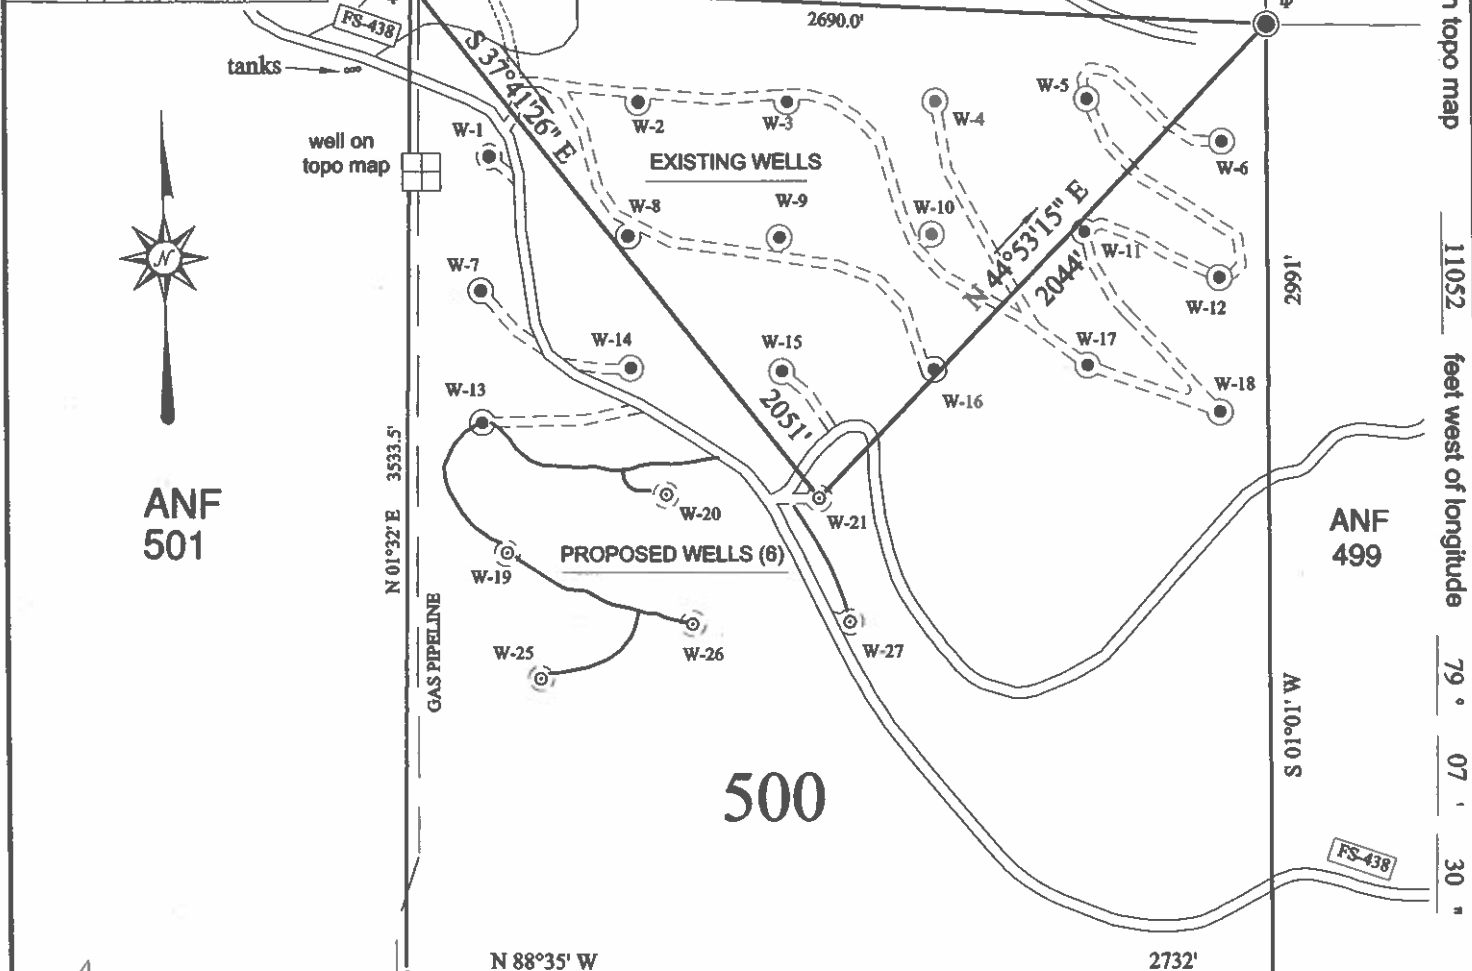 FS-438
2690.0'
tanks
S 37°41'26" E
W-5
W-1
W-2
W-3
W-4
W-6
well on
topo map
EXISTING WELLS
W-8
W-9
W-10
N 44°53'15" E
2044'
W-11
W-7
W-12
N
2991'
W-14
W-15
W-17
W-13
W-18
2051'
W-16
N 01°32' E 3533.5'
ANF
501
W-20
W-21
ANF
499
PROPOSED WELLS (6)
W-19
GAS PIPELINE
W-25
W-26
W-27
S 01°01' W
500
FS-438
N 88°35' W
2732'
topo map
11052 feet west of longitude 79 ° 07 ' 30 "